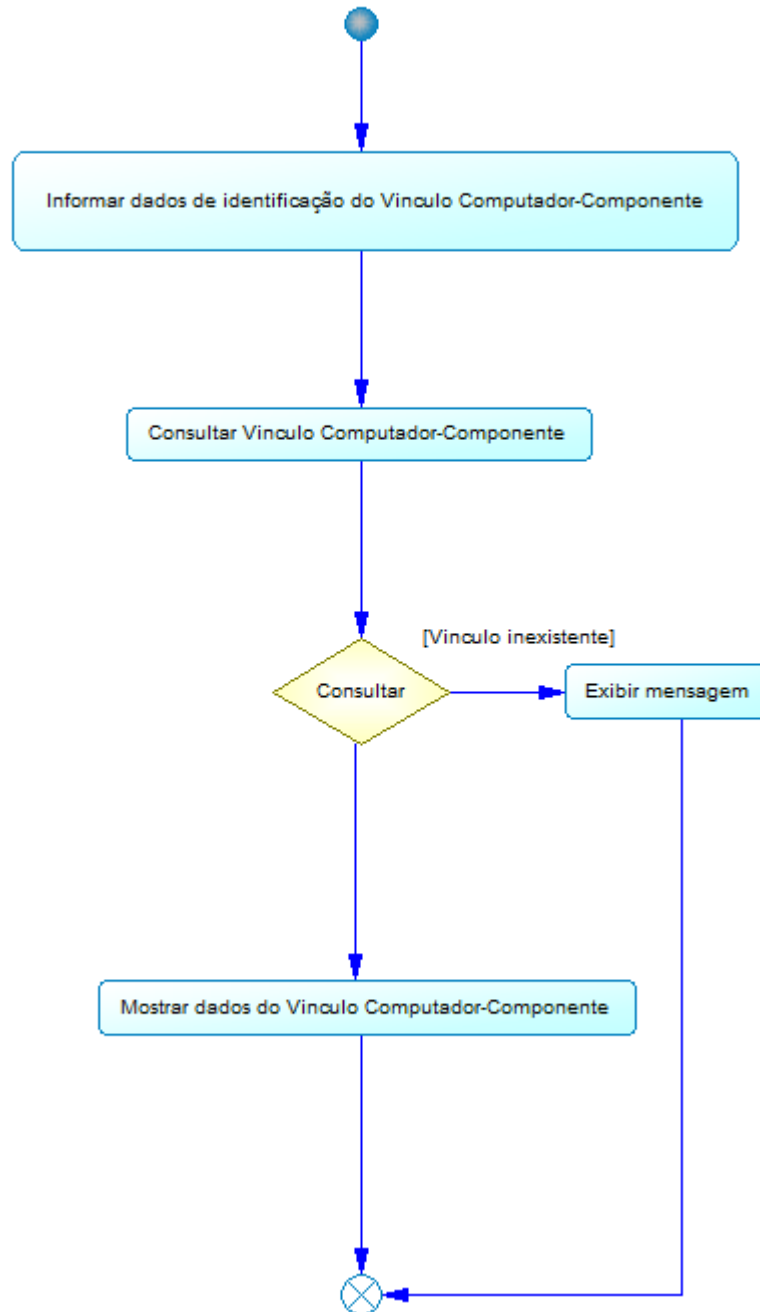 Informar dados de identificação do Vinculo Computador-Componente
Consultar Vinculo Computador-Componente
[Vinculo inexistente]
Consultar
Exibir mensagem
Mostrar dados do Vinculo Computador-Componente